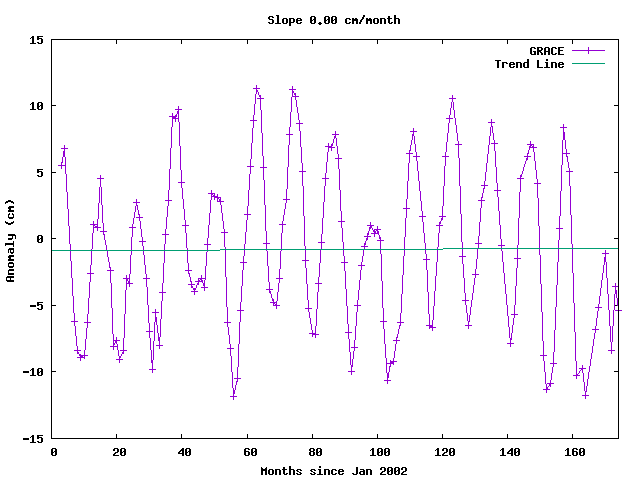 Slope 0.00 cm/month
15
GRACE
Trend Line
10
5
0
-5
-10
-15
Anomaly (cm)
0 20 40 60 80 100 120 140 160
Months since Jan 2002